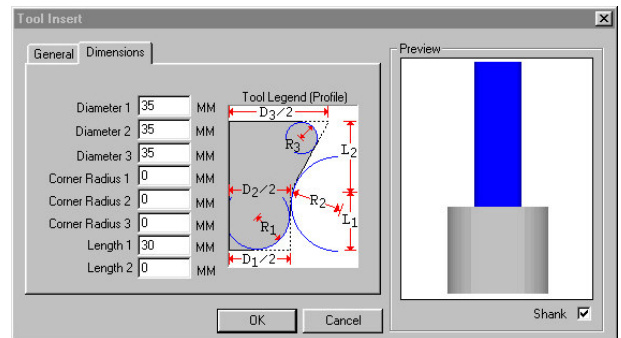 Tool Insert
General Dimensions
Diameter 1 35 MM
Diameter 2 35 MM
Diameter 3 35 MM
Corner Radius 1 0 MM
Corner Radius 2 0 MM
Corner Radius 3 0 MM
Length 1 30 MM
Length 2 0 MM
Tool Legend (Profile)
D3/2
R3
L2
D2/2
R2
R1
L1
D1/2
Preview
Shank
OK Cancel